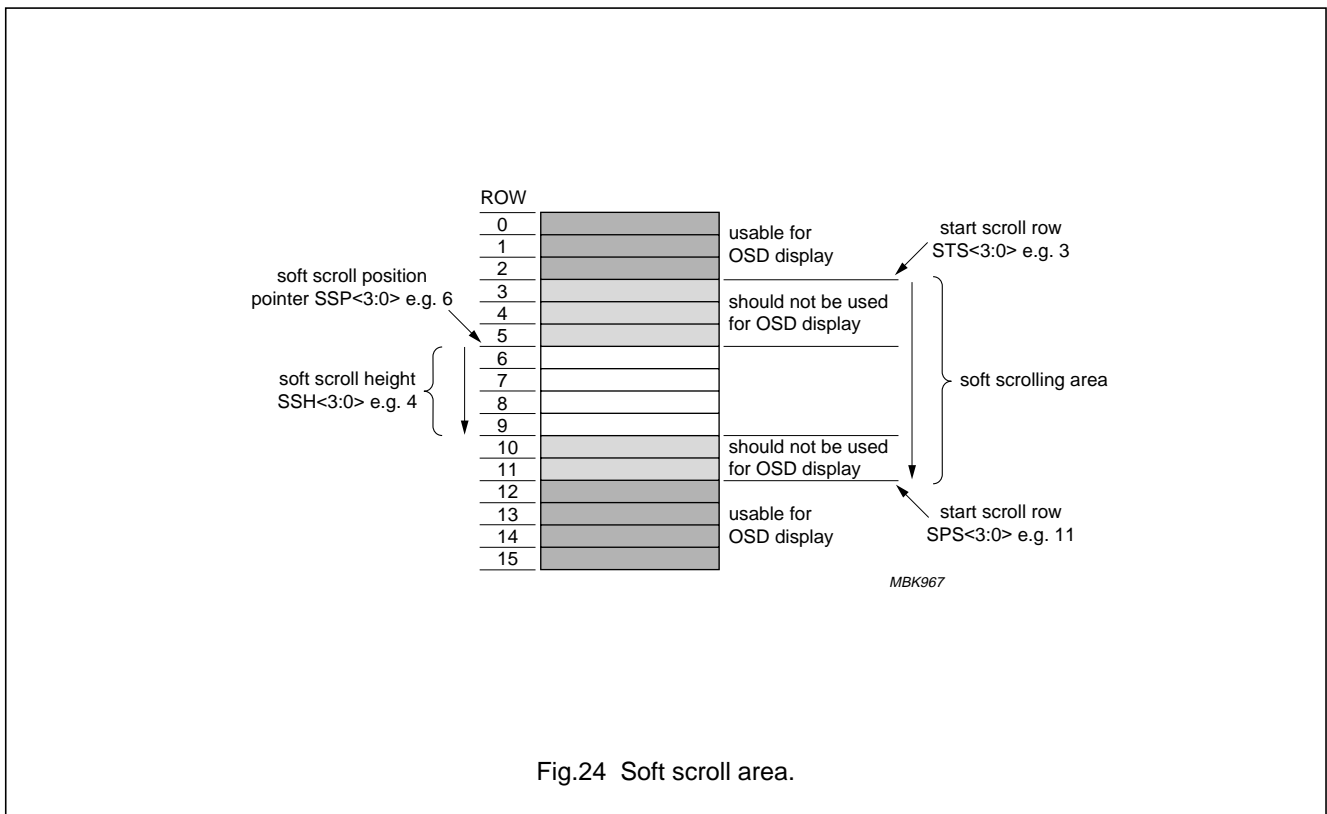 ROW
0
1
2
3
4
5
6
7
8
9
10
11
12
13
14
15
soft scroll position
pointer SSP<3:0> e.g. 6
soft scroll height
SSH<3:0> e.g. 4
usable for
OSD display
should not be used
for OSD display
should not be used
for OSD display
usable for
OSD display
start scroll row
STS<3:0> e.g. 3
soft scrolling area
start scroll row
SPS<3:0> e.g. 11
MBK967
Fig.24 Soft scroll area.